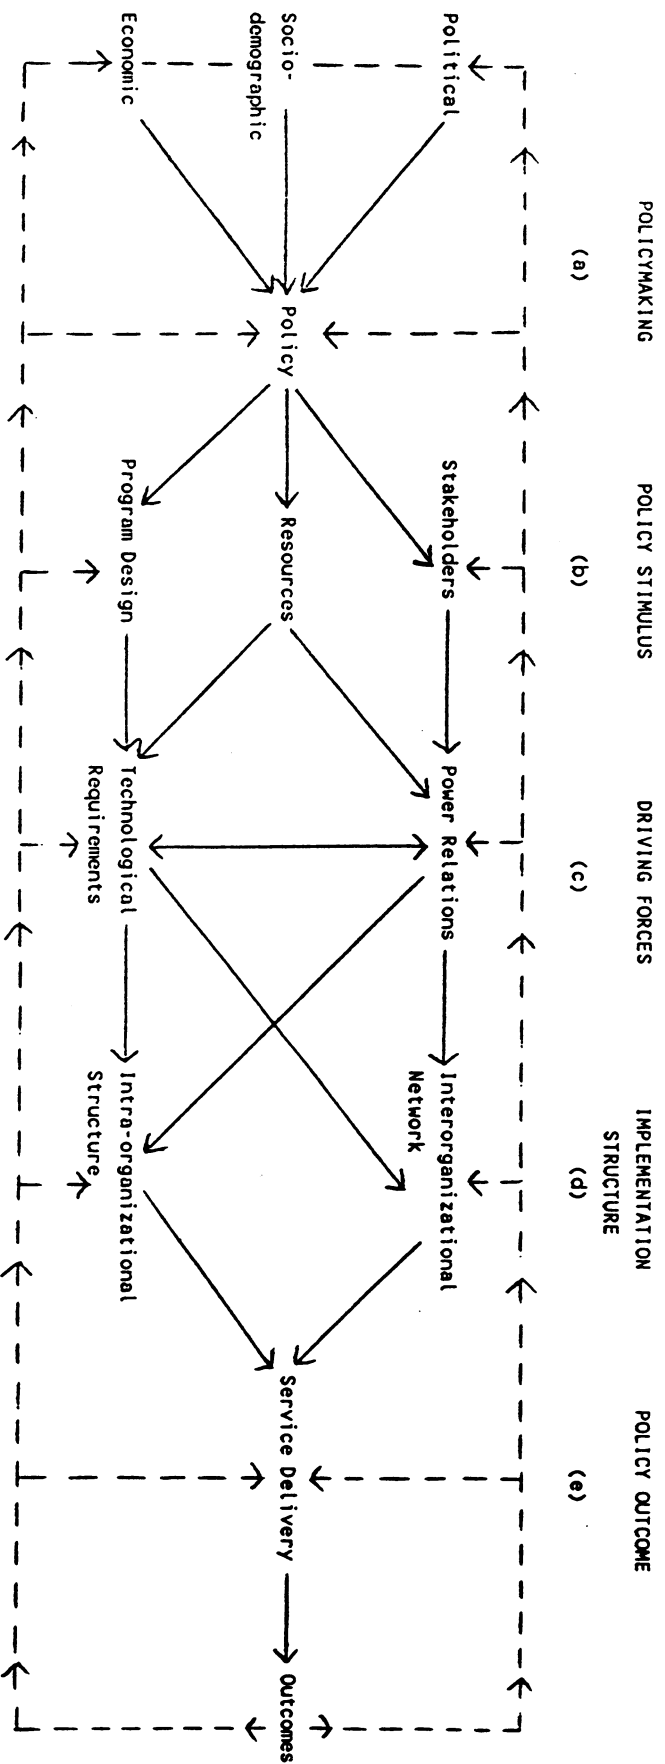 POLICYMAKING
POLICY STIMULUS
DRIVING FORCES
IMPLEMENTATION
STRUCTURE
POLICY OUTCOME
(a)
(b)
(c)
(d)
(e)
Political
Socio-
demographic
Economic
Policy
Stakeholders
Resources
Program Design
Power Relations
Technological
Requirements
Interorganizational
Network
Intra-organizational
Structure
Service Delivery
Outcomes